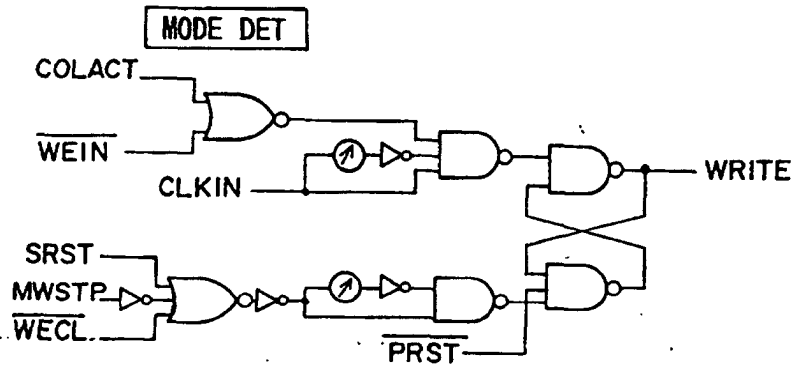 MODE DET
COLACT
WEIN
CLKIN
WRITE
SRST
MWSTP
WECL
PRST